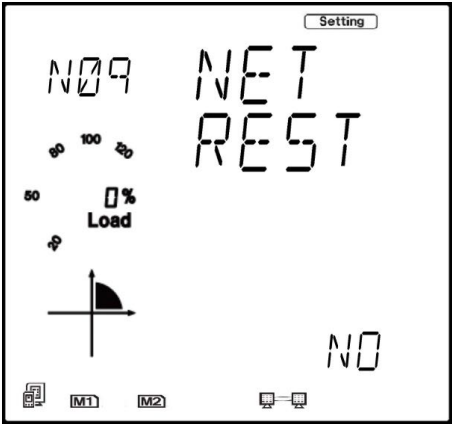 Setting
N09
NET
REST
80 100 120
50
0%
Load
20
NO
M1 M2